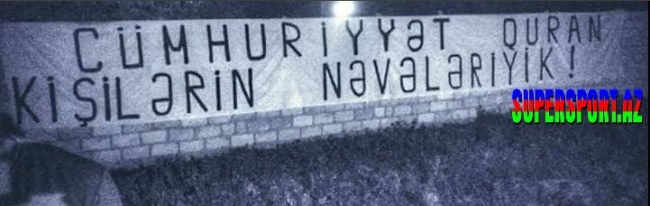 CÜMHURİYYƏT QURAN
KİŞİLƏRİN NƏVƏLƏRİYİK!
SUPERSPORT.AZ